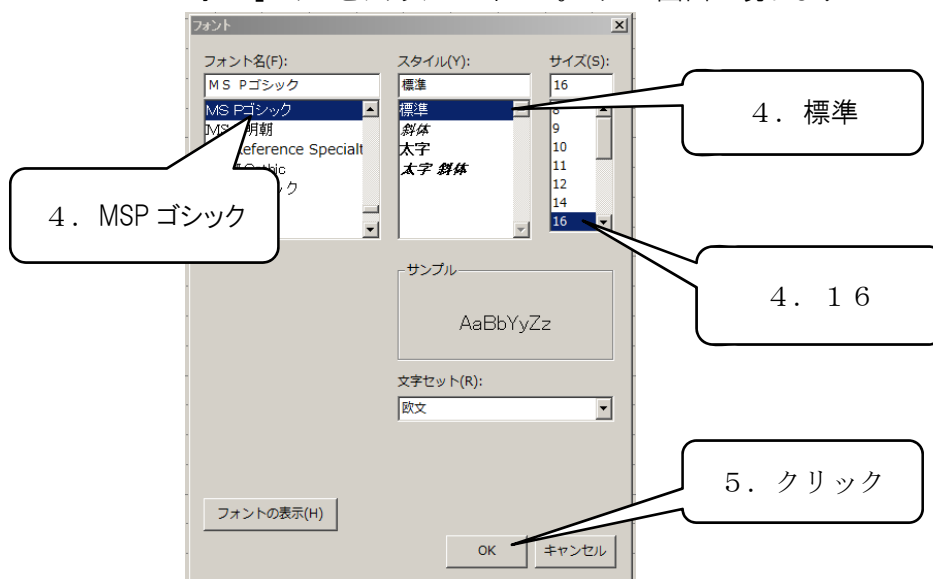 フォント
フォント名(F):
スタイル(Y):
サイズ(S):
ＭＳ Ｐゴシック
標準
16
MS Pゴシック
明朝
eference Specialt
標準
斜体
太字
太字 斜体
9
10
11
12
14
16
４．標準
４．MSP ゴシック
４．１６
サンプル
AaBbYyZz
文字セット(R):
欧文
５．クリック
フォントの表示(H)
OK
キャンセル